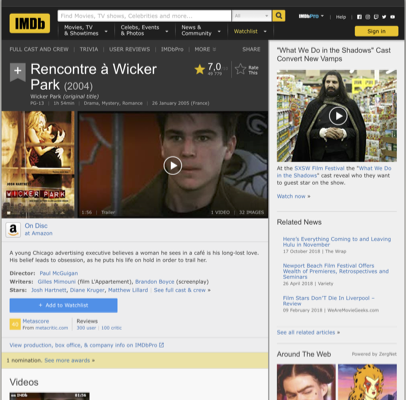 IMDb
Find Movies, TV shows, Celebrities and more...
All
IMDbPro
Help
Movies, TV
& Showtimes
Celebs, Events
& Photos
News &
Community
Watchlist
Sign in
FULL CAST AND CREW | TRIVIA | USER REVIEWS | IMDbPro | MORE
SHARE
Rencontre à Wicker
Park (2004)
Wicker Park (original title)
PG-13 | 1h 54min | Drama, Mystery, Romance | 26 January 2005 (France)
7,0
Rate
This
WICKER PARK
1:56 | Trailer
1 VIDEO | 32 IMAGES
On Disc
at Amazon
A young Chicago advertising executive believes a woman he sees in a café is his long-lost love.
His belief leads to obsession, as he puts his life on hold in order to trail her.
Director: Paul McGuigan
Writers: Gilles Mimouni (film L'Appartement), Brandon Boyce (screenplay)
Stars: Josh Hartnett, Diane Kruger, Matthew Lillard | See full cast & crew »
+ Add to Watchlist
Metascore
From metacritic.com
Reviews
300 user | 100 critic
View production, box office, & company info on IMDbPro
1 nomination. See more awards »
Videos
"What We Do in the Shadows" Cast
Convert New Vamps
At the SXSW Film Festival the "What We Do
in the Shadows" cast reveal who they want
to guest star on the show.
Watch now »
Related News
Here's Everything Coming to and Leaving
Hulu in November
17 October 2018 | The Wrap
Newport Beach Film Festival Offers
Wealth of Premieres, Retrospectives and
Seminars
26 April 2018 | Variety
Film Stars Don'T Die In Liverpool –
Review
09 February 2018 | WeAreMovieGeeks.com
See all related articles »
Around The Web
Powered by ZergNet